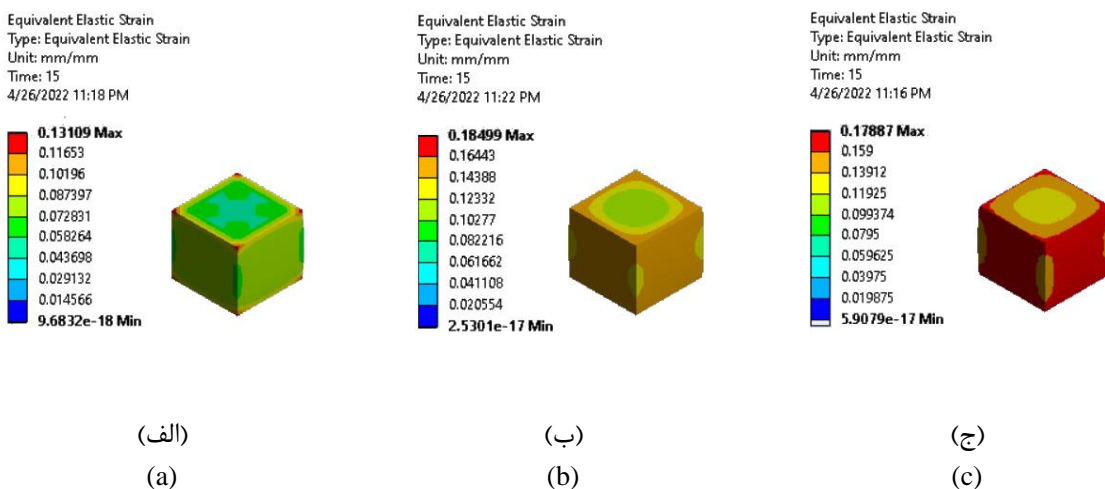 Equivalent Elastic Strain
Type: Equivalent Elastic Strain
Unit: mm/mm
Time: 15
4/26/2022 11:18 PM
0.13109 Max
0.11653
0.10196
0.087397
0.072831
0.058264
0.043698
0.029132
0.014566
9.6832e-18 Min
(الف)
(a)
Equivalent Elastic Strain
Type: Equivalent Elastic Strain
Unit: mm/mm
Time: 15
4/26/2022 11:22 PM
0.18499 Max
0.16443
0.14388
0.12332
0.10277
0.082216
0.061662
0.041108
0.020554
2.5301e-17 Min
(ب)
(b)
Equivalent Elastic Strain
Type: Equivalent Elastic Strain
Unit: mm/mm
Time: 15
4/26/2022 11:16 PM
0.17887 Max
0.159
0.13912
0.11925
0.099374
0.0795
0.059625
0.03975
0.019875
5.9079e-17 Min
(ج)
(c)